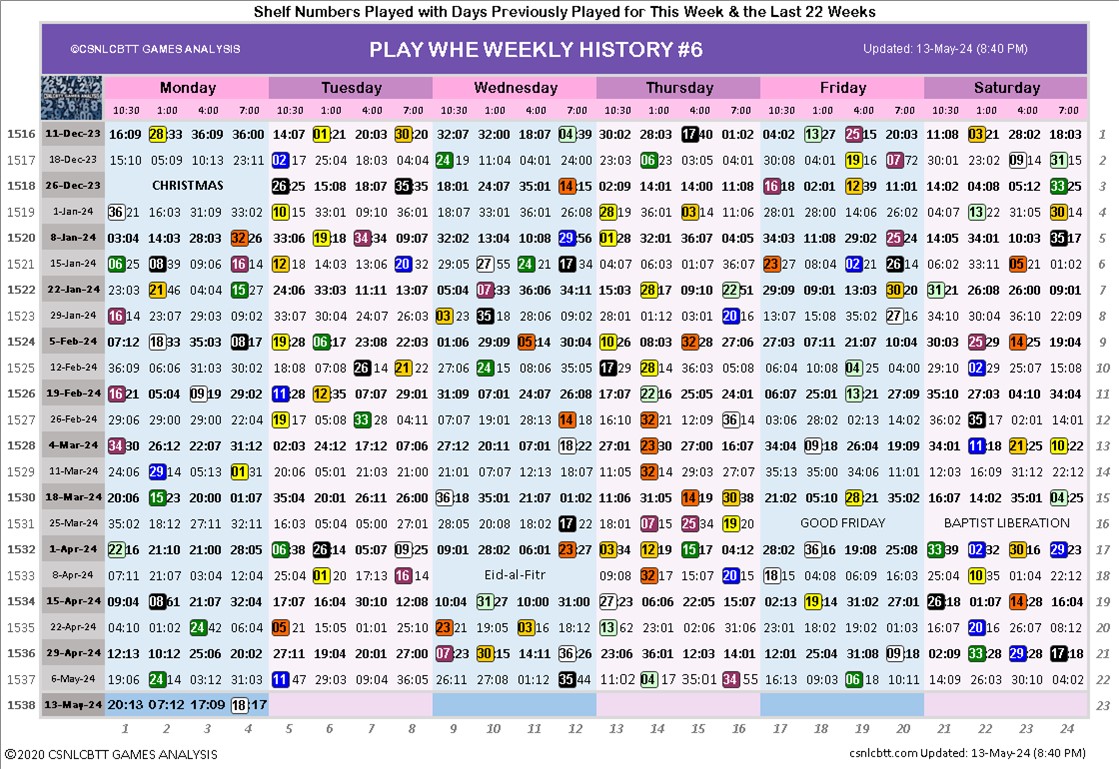 Shelf Numbers Played with Days Previously Played for This Week & the Last 22 Weeks
©CSNLCBTT GAMES ANALYSIS PLAY WHE WEEKLY HISTORY #6 Updated: 13-May-24 (8:40 PM)
Monday Tuesday Wednesday Thursday Friday Saturday
10:30 1:00 4:00 7:00 10:30 1:00 4:00 7:00 10:30 1:00 4:00 7:00 10:30 1:00 4:00 7:00 10:30 1:00 4:00 7:00 10:30 1:00 4:00 7:00
1516 11-Dec-23 16:09 28:33 36:09 36:00 14:07 01:21 20:03 30:20 32:07 32:00 18:07 04:39 30:02 28:03 17:40 01:02 04:02 13:27 25:15 20:03 11:08 03:21 28:02 18:03 1
1517 18-Dec-23 15:10 05:09 10:13 23:11 02:17 25:04 18:03 04:04 24:19 11:04 04:01 24:00 23:03 06:23 03:05 04:01 30:08 04:01 19:16 07:72 30:01 23:02 09:14 31:15 2
1518 26-Dec-23 CHRISTMAS 26:25 15:08 18:07 35:35 18:01 24:07 35:01 14:15 02:09 14:01 14:00 11:08 16:18 02:01 12:39 11:01 14:02 04:08 05:12 33:25 3
1519 1-Jan-24 36:21 16:03 31:09 33:02 10:15 33:01 09:10 36:01 18:07 33:01 36:01 26:08 28:19 36:01 03:14 11:06 28:01 28:00 14:06 26:02 04:07 13:22 31:05 30:14 4
1520 8-Jan-24 03:04 14:03 28:03 32:26 33:06 19:18 34:34 09:07 32:02 13:04 10:08 29:56 01:28 32:01 36:07 04:05 34:03 11:08 29:02 25:24 14:05 34:01 10:03 35:17 5
1521 15-Jan-24 06:25 08:39 09:06 16:14 12:18 14:03 13:06 20:32 29:05 27:55 24:21 17:34 04:07 06:03 01:07 36:07 23:27 08:04 02:21 26:14 06:02 33:11 05:21 01:02 6
1522 22-Jan-24 23:03 21:46 04:04 15:27 24:06 33:03 11:11 13:07 05:04 07:33 36:06 34:11 15:03 28:17 09:10 22:51 29:09 09:01 13:03 30:20 31:21 26:08 26:00 09:01 7
1523 29-Jan-24 16:14 23:07 29:03 09:02 33:07 30:04 24:07 26:03 03:23 35:18 28:06 09:02 28:01 01:12 03:01 20:16 13:07 15:08 35:02 27:16 34:10 30:04 36:10 22:09 8
1524 5-Feb-24 07:12 18:33 35:03 08:17 19:28 06:17 23:08 22:03 01:06 29:09 05:14 30:04 10:26 08:03 32:28 27:06 27:03 07:11 21:07 10:04 30:03 25:29 14:25 19:04 9
1525 12-Feb-24 36:09 06:06 31:03 30:02 18:08 07:08 26:14 21:22 27:06 24:15 08:06 35:05 17:29 28:14 03:08 05:06 06:04 10:08 04:25 04:00 29:10 02:29 25:07 15:08 10
1526 19-Feb-24 16:21 05:04 09:19 29:02 11:28 12:35 07:07 07:00 31:09 07:01 24:07 26:08 17:07 22:16 25:05 24:01 06:07 25:01 13:21 27:09 35:10 27:03 04:10 34:04 11
1527 26-Feb-24 29:06 29:00 29:00 22:04 19:17 05:08 33:28 04:11 07:07 19:01 28:13 14:18 16:10 32:21 12:09 36:14 03:08 02:13 28:02 14:02 36:02 35:17 02:01 14:01 12
1528 4-Mar-24 34:30 26:12 22:07 31:12 02:03 24:12 17:12 07:06 27:12 20:11 07:01 18:22 27:01 23:30 27:00 16:07 34:04 09:18 26:04 19:09 34:01 11:18 21:25 10:22 13
1529 11-Mar-24 24:06 29:14 05:13 01:31 20:06 05:01 21:03 21:00 21:01 07:07 12:13 18:07 11:05 32:14 29:03 27:07 35:13 35:00 14:08 11:01 12:03 16:09 31:12 22:12 14
1530 18-Mar-24 20:06 15:23 20:00 01:07 35:04 20:01 26:11 26:00 36:18 35:01 21:07 01:02 11:06 31:05 14:19 30:38 21:02 05:10 28:21 35:02 16:07 14:02 35:01 04:25 15
1531 25-Mar-24 35:02 18:12 27:11 32:11 16:03 05:04 05:00 27:01 28:05 20:08 18:02 17:22 18:01 07:15 25:34 19:20 GOOD FRIDAY BAPTIST LIBERATION 16
1532 1-Apr-24 22:16 21:10 21:00 28:05 06:38 26:14 05:07 09:25 09:01 28:02 06:01 23:27 03:34 12:19 15:17 04:12 28:02 36:16 19:08 25:08 33:39 02:32 30:16 29:23 17
1533 8-Apr-24 07:11 21:07 03:04 12:04 25:04 01:20 17:13 16:14 Eid-al-Fitr 09:08 32:17 15:07 20:15 18:15 04:08 06:09 16:03 25:04 10:35 01:04 22:12 18
1534 15-Apr-24 09:04 08:61 21:07 32:04 17:07 16:04 30:10 12:08 10:04 31:27 10:00 31:00 27:23 06:06 22:05 15:07 02:13 19:14 31:02 27:01 26:18 01:07 14:28 16:04 19
1535 22-Apr-24 04:10 01:02 24:42 06:04 05:21 15:05 01:01 25:10 23:21 19:05 03:16 18:12 13:62 23:01 02:06 31:06 23:01 18:02 19:02 12:03 16:07 20:16 26:07 08:12 20
1536 29-Apr-24 12:13 10:12 25:06 20:02 27:11 19:04 20:01 27:00 07:23 30:15 14:11 36:26 23:06 36:01 12:03 14:01 12:01 25:04 31:08 09:18 02:09 33:28 29:28 17:18 21
1537 6-May-24 19:06 24:14 03:12 31:03 11:47 29:03 09:04 36:05 26:11 27:08 01:12 35:44 11:02 04:17 35:01 34:55 16:13 09:03 06:18 10:11 14:09 26:03 30:10 04:02 22
1538 13-May-24 20:13 07:12 17:09 18:17 23
1 2 3 4 5 6 7 8 9 10 11 12 13 14 15 16 17 18 19 20 21 22 23 24
©2020 CSNLCBTT GAMES ANALYSIS csnlcbtt.com Updated: 13-May-24 (8:40 PM)